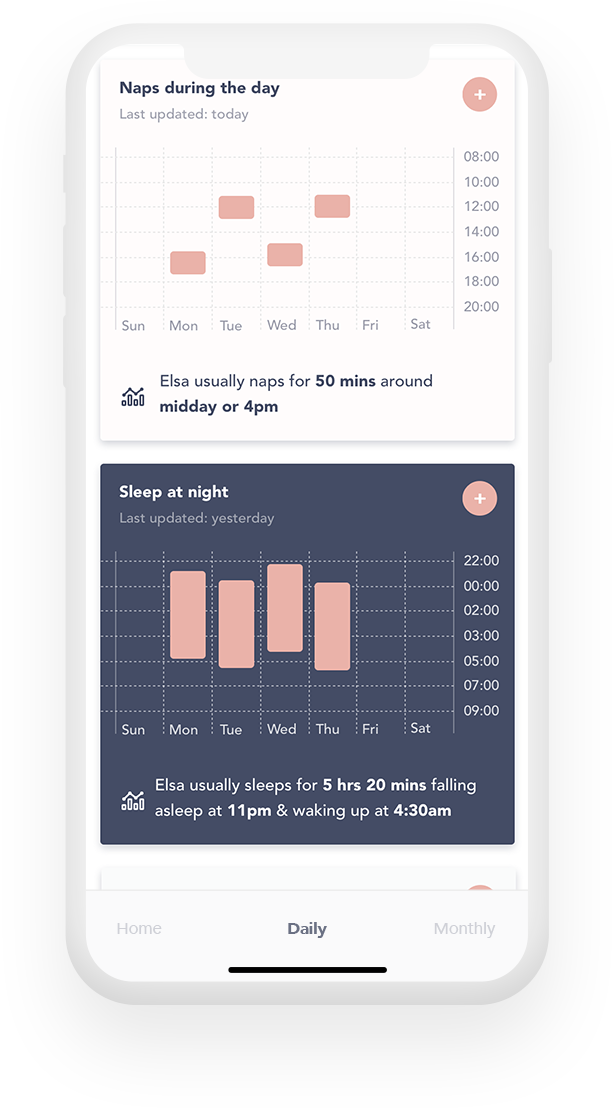 Naps during the day
+
Last updated: today
08:00
10:00
12:00
14:00
16:00
18:00
20:00
Sun Mon Tue Wed Thu Fri Sat
Elsa usually naps for 50 mins around
midday or 4pm
Sleep at night
+
Last updated: yesterday
22:00
00:00
02:00
03:00
05:00
07:00
09:00
Sun Mon Tue Wed Thu Fri Sat
Elsa usually sleeps for 5 hrs 20 mins falling
asleep at 11pm & waking up at 4:30am
Home Daily Monthly